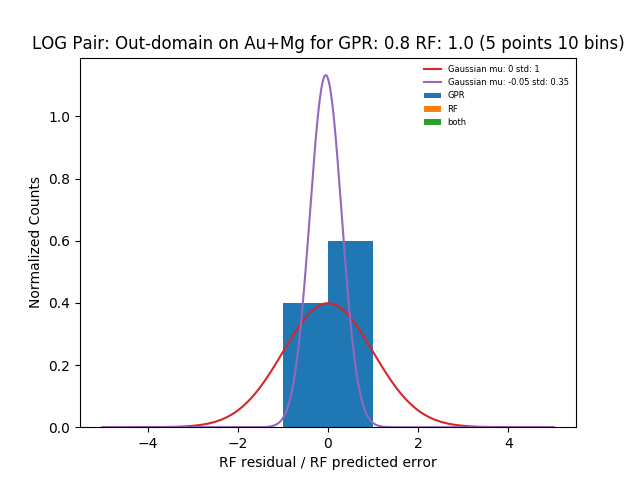 LOG Pair: Out-domain on Au+Mg for GPR: 0.8 RF: 1.0 (5 points 10 bins)
Gaussian mu: 0 std: 1
Gaussian mu: -0.05 std: 0.35
GPR
RF
both
Normalized Counts
1.0
0.8
0.6
0.4
0.2
0.0
−4
−2
0
2
4
RF residual / RF predicted error